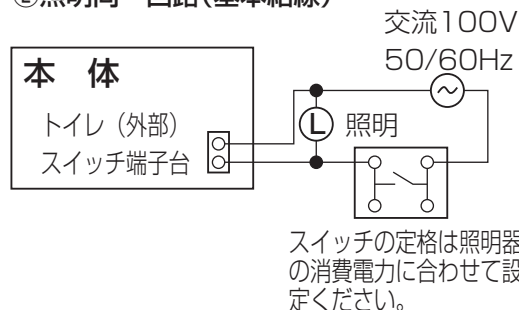 ②照明同一回路(基本結線)
交流100V
50/60Hz
本 体
トイレ（外部）
スイッチ端子台
L 照明
スイッチの定格は照明器
の消費電力に合わせて設
定ください。